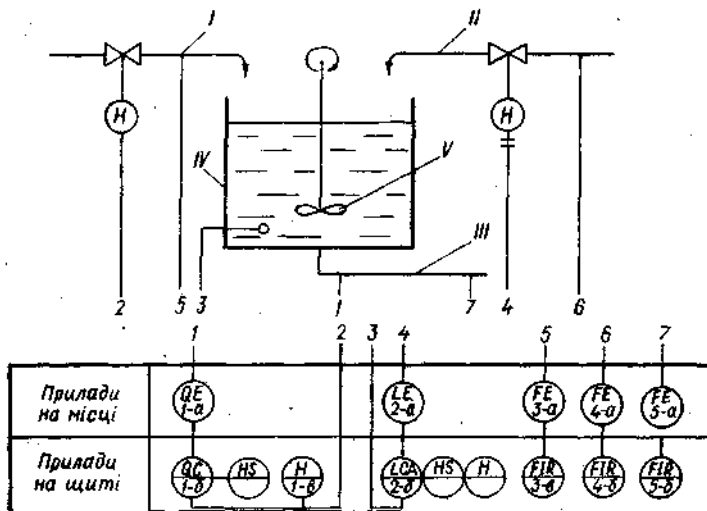 I
II
H
H
IV
V
III
2 5 3 1 7 4 6
1 2 3 4 5 6 7
Прилади на місці
QE 1-а
LE 2-а
FE 3-а
FE 4-а
FE 5-а
Прилади на щиті
QC 1-б
HS
H 1-в
LCA 2-б
HS
H
FIR 3-в
FIR 4-б
FIR 5-б